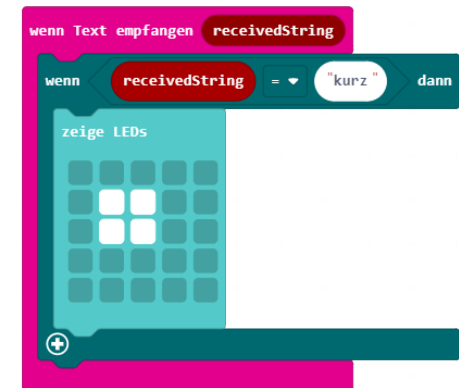 wenn Text empfangen receivedString
wenn receivedString = "kurz" dann
zeige LEDs